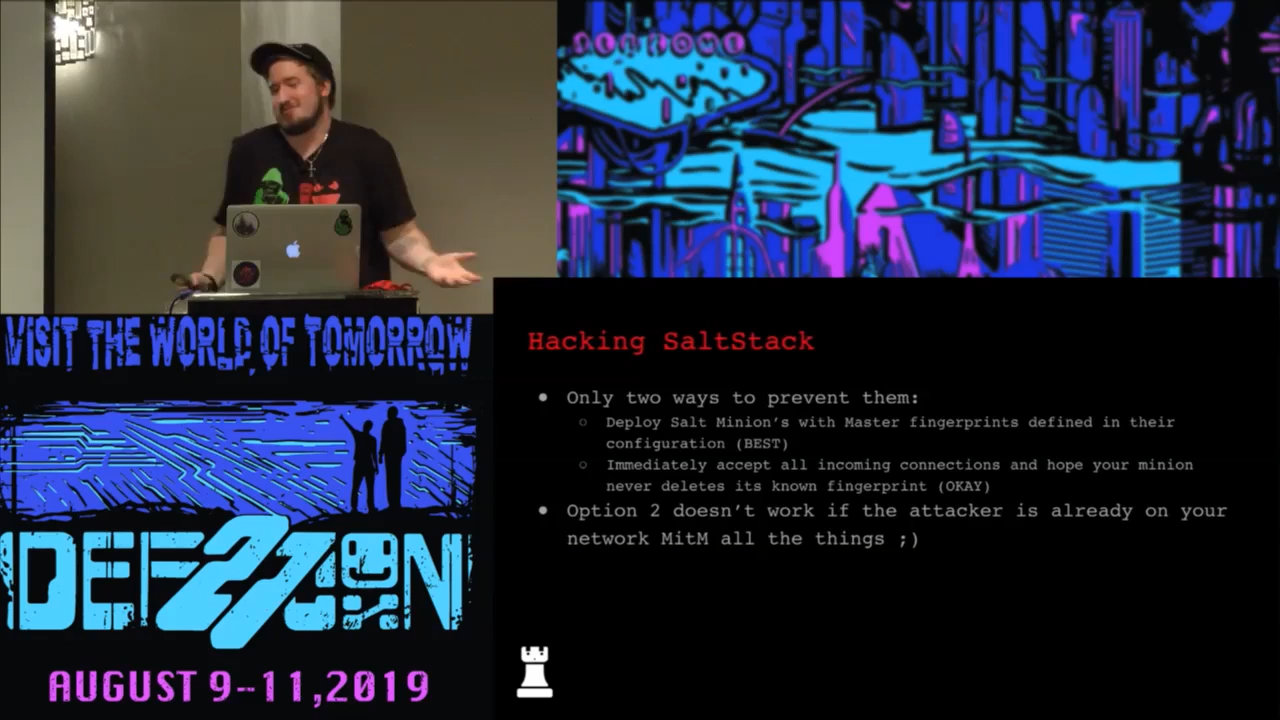 WELCOME
VISIT THE WORLD OF TOMORROW
DEF27CON
AUGUST 9--11,2019
Hacking SaltStack
• Only two ways to prevent them:
○ Deploy Salt Minion's with Master fingerprints defined in their
configuration (BEST)
○ Immediately accept all incoming connections and hope your minion
never deletes its known fingerprint (OKAY)
• Option 2 doesn't work if the attacker is already on your
network MitM all the things ;)